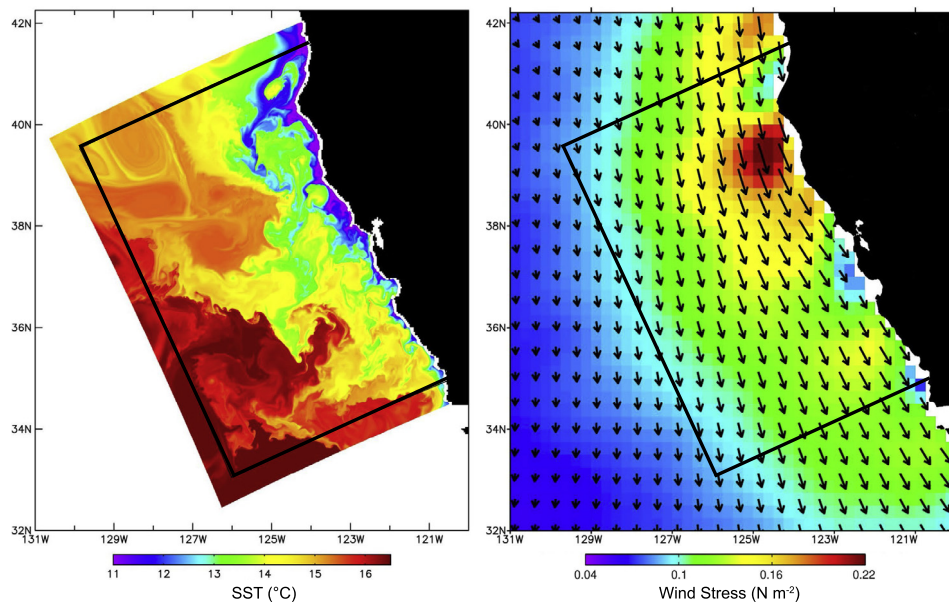 42N
40N
38N
36N
34N
32N
131W 129W 127W 125W 123W 121W
11 12 13 14 15 16
SST (°C)
42N
40N
38N
36N
34N
32N
131W 129W 127W 125W 123W 121W
0.04 0.1 0.16 0.22
Wind Stress (N m-2)